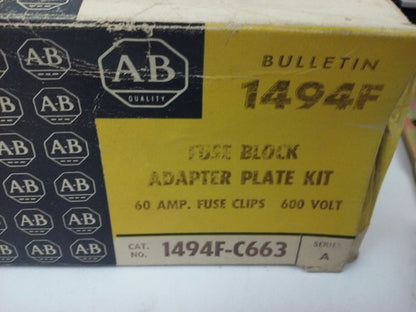 A-B
QUALITY
BULLETIN
1494F
FUSE BLOCK
ADAPTER PLATE KIT
60 AMP. FUSE CLIPS 600 VOLT
CAT. NO. 1494F-C663
SERIES A
A-B
A-B
A-B
A-B
A-B
A-B
A-B
A-B
A-B
A-B
A-B